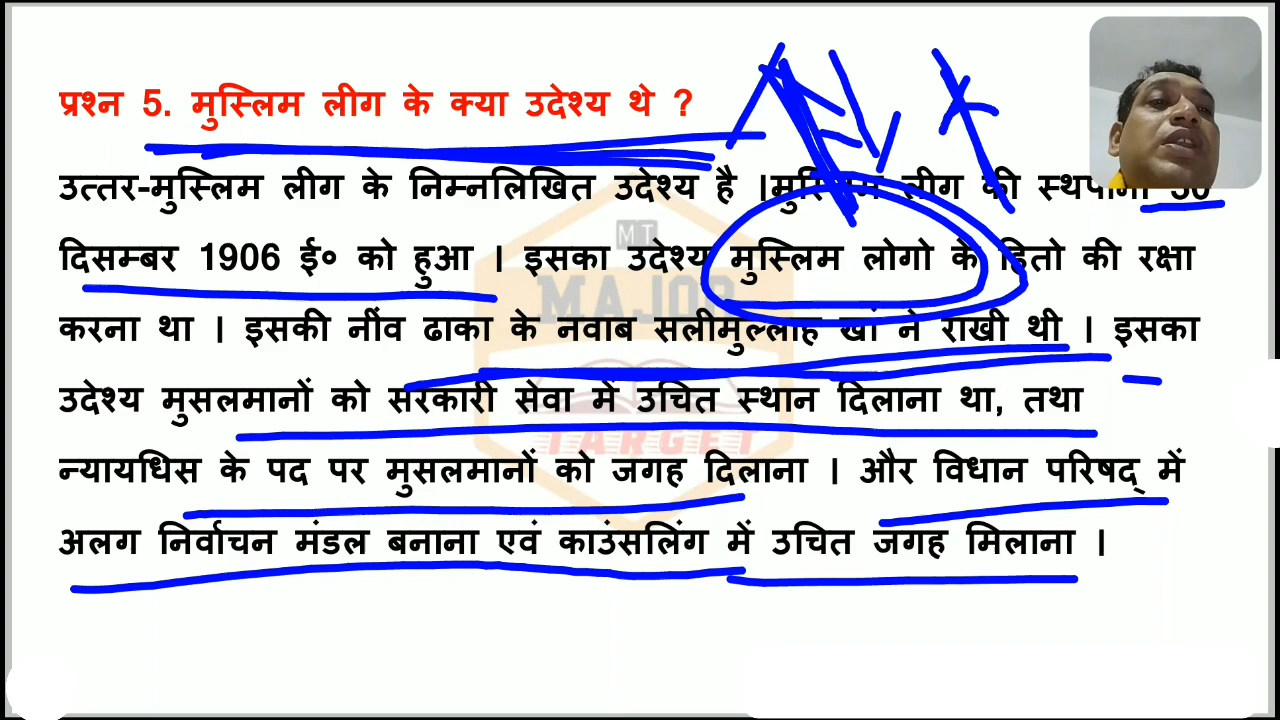 प्रश्न 5. मुस्लिम लीग के क्या उदेश्य थे ?
उत्तर-मुस्लिम लीग के निम्नलिखित उदेश्य है ।मुस्लिम लीग की 30
दिसम्बर 1906 ई० को हुआ । इसका उदेश्य मुस्लिम लोगो के हितो की रक्षा
करना था । इसकी नींव ढाका के नवाब सलीमुल्लाह खां ने राखी थी । इसका
उदेश्य मुसलमानों को सरकारी सेवा में उचित स्थान दिलाना था, तथा
न्यायधिस के पद पर मुसलमानों को जगह दिलाना । और विधान परिषद् में
अलग निर्वाचन मंडल बनाना एवं काउंसलिंग में उचित जगह मिलाना ।
MT
TARGET